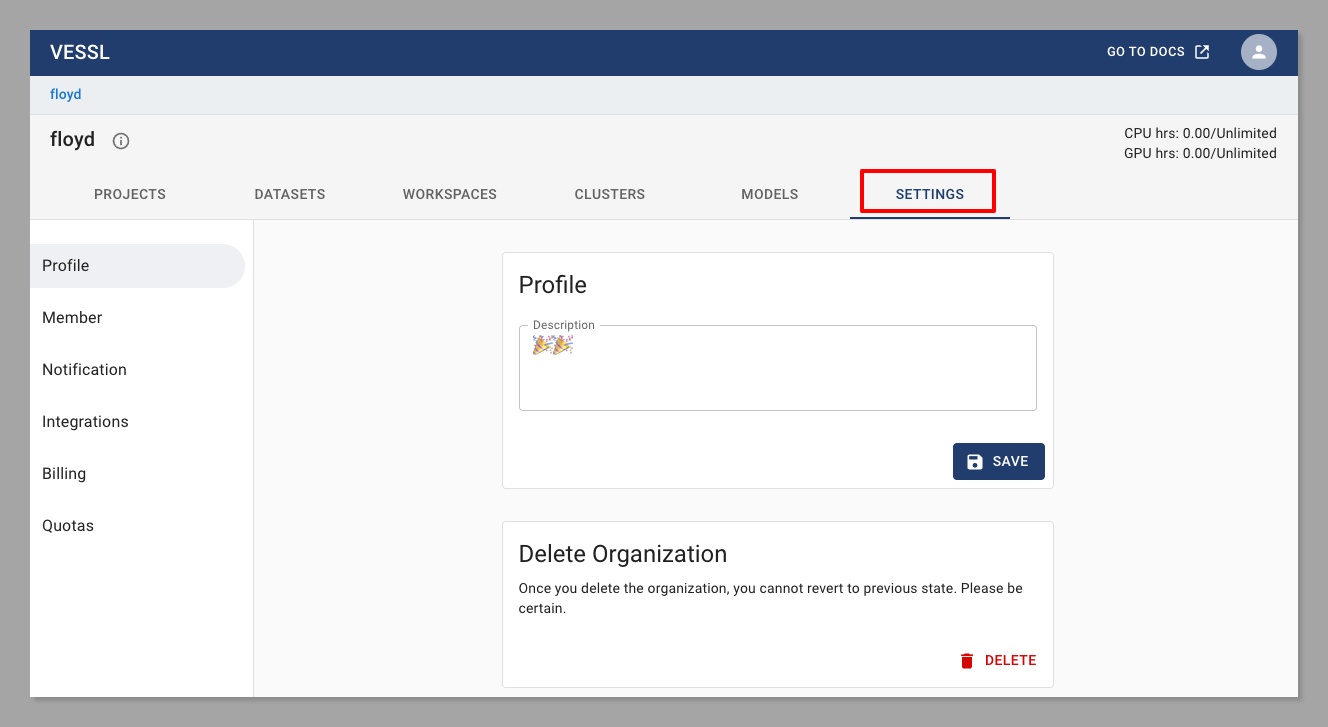 VESSL
GO TO DOCS
floyd
floyd
CPU hrs: 0.00/Unlimited
GPU hrs: 0.00/Unlimited
PROJECTS DATASETS WORKSPACES CLUSTERS MODELS SETTINGS
Profile
Member
Notification
Integrations
Billing
Quotas
Profile
Description
🎉🎉
SAVE
Delete Organization
Once you delete the organization, you cannot revert to previous state. Please be
certain.
DELETE